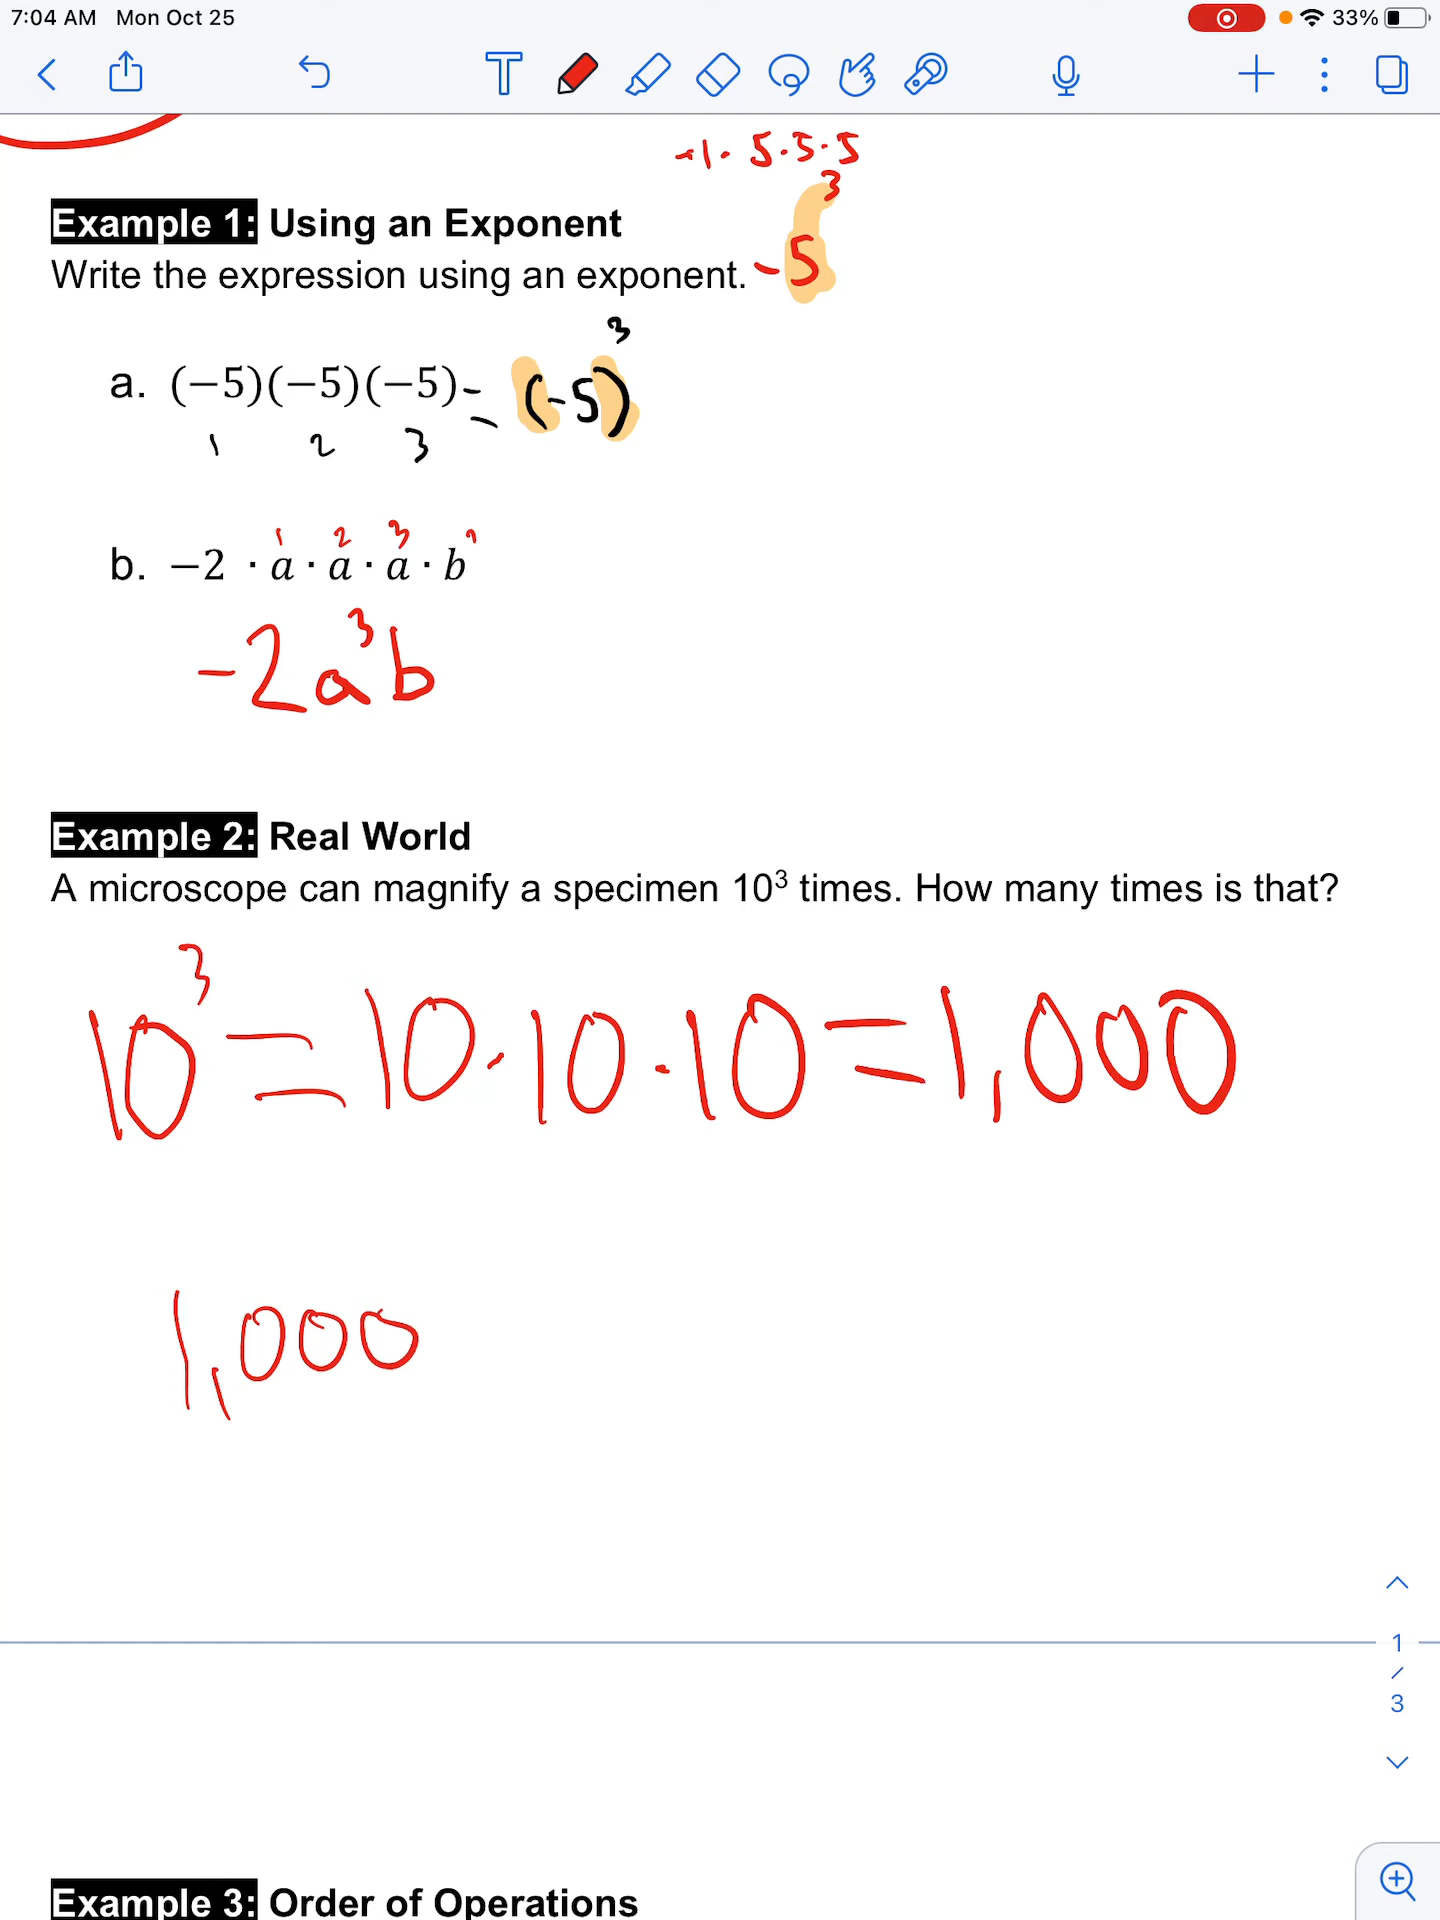 7:04 AM Mon Oct 25
33%
T
-1 · 5 · 5 · 5
Example 1: Using an Exponent
Write the expression using an exponent. -5³
a. (−5)(−5)(−5) = (-5)³
1 2 3
1 2 3 1
b. −2 · a · a · a · b
-2a³b
Example 2: Real World
A microscope can magnify a specimen 10³ times. How many times is that?
10³ = 10 · 10 · 10 = 1,000
1,000
1
/
3
Example 3: Order of Operations